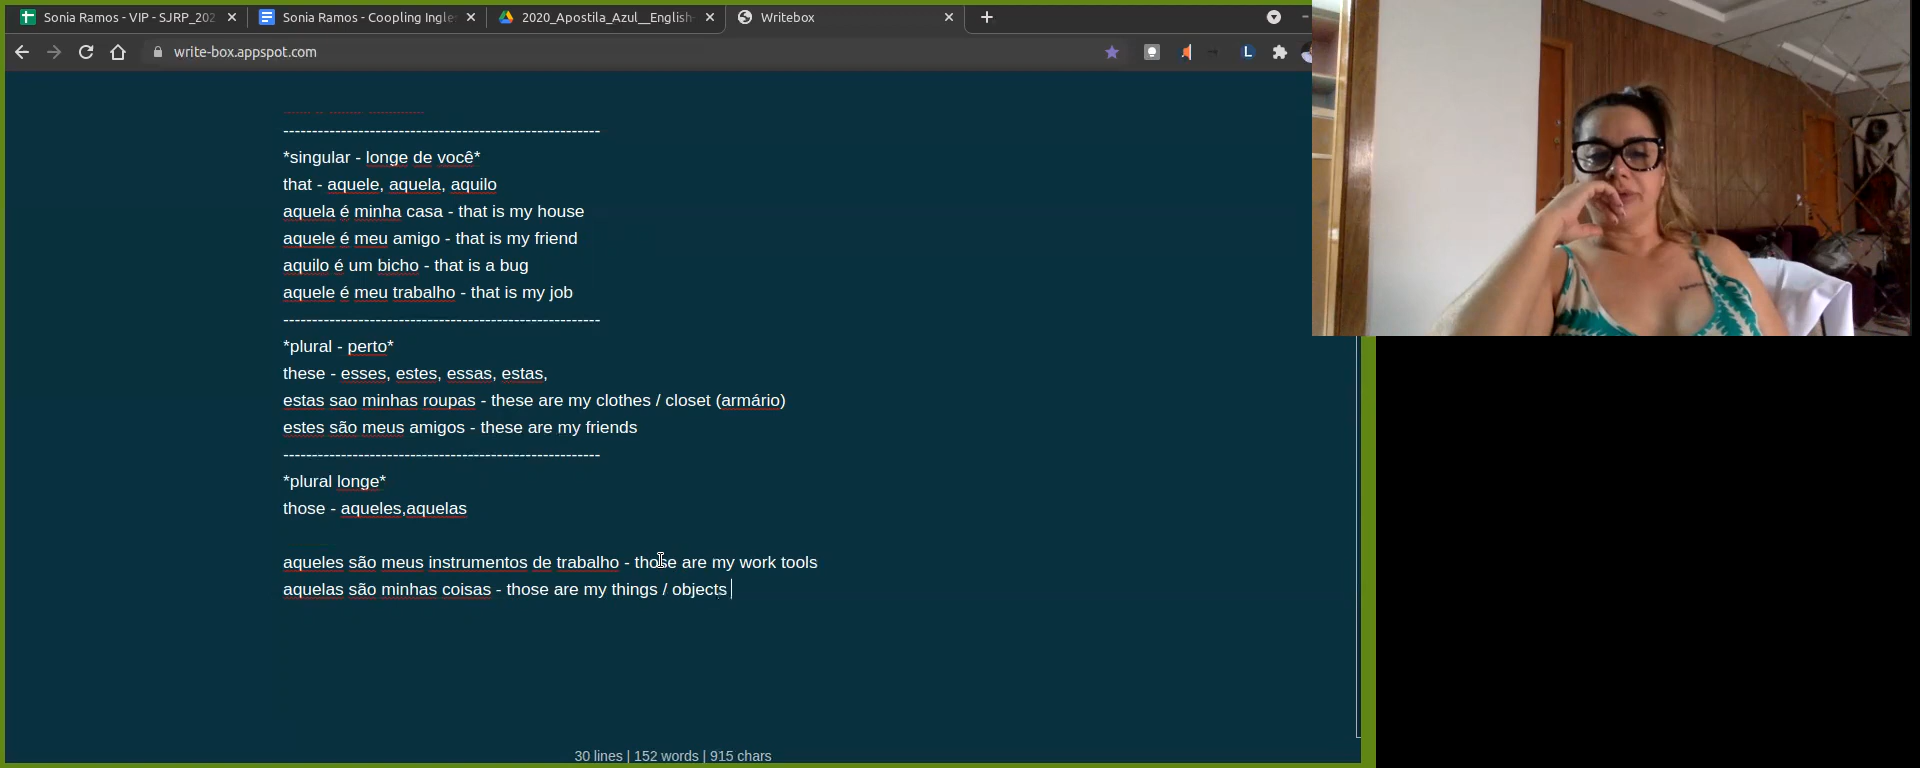 Sonia Ramos - VIP - SJRP_202
Sonia Ramos - Coopling Ingle
2020_Apostila_Azul__English-
Writebox
write-box.appspot.com
L
-------------------------------------------------------
*singular - longe de você*
that - aquele, aquela, aquilo
aquela é minha casa - that is my house
aquele é meu amigo - that is my friend
aquilo é um bicho - that is a bug
aquele é meu trabalho - that is my job
-------------------------------------------------------
*plural - perto*
these - esses, estes, essas, estas,
estas sao minhas roupas - these are my clothes / closet (armário)
estes são meus amigos - these are my friends
-------------------------------------------------------
*plural longe*
those - aqueles,aquelas
aqueles são meus instrumentos de trabalho - those are my work tools
aquelas são minhas coisas - those are my things / objects
30 lines | 152 words | 915 chars